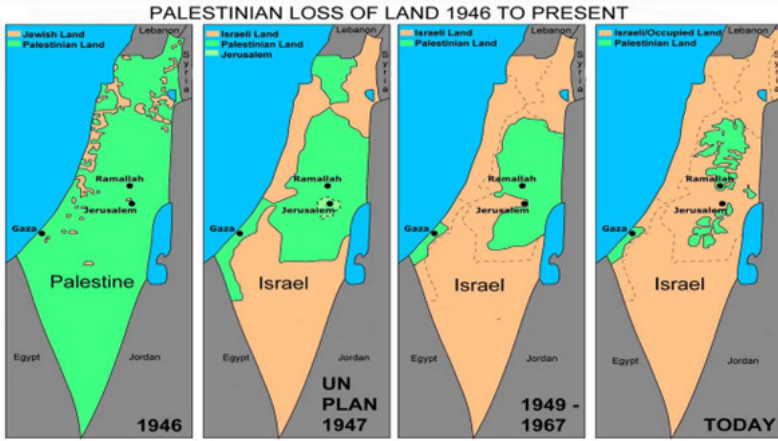 PALESTINIAN LOSS OF LAND 1946 TO PRESENT
Jewish Land
Palestinian Land
Lebanon
Syria
Ramallah
Jerusalem
Gaza
Palestine
Egypt
Jordan
1946
Israeli Land
Palestinian Land
Jerusalem
Lebanon
Syria
Ramallah
Jerusalem
Gaza
Israel
Egypt
Jordan
UN
PLAN
1947
Israeli Land
Palestinian Land
Lebanon
Syria
Ramallah
Jerusalem
Gaza
Israel
Egypt
Jordan
1949 -
1967
Israeli/Occupied Land
Palestinian Land
Lebanon
Syria
Ramallah
Jerusalem
Gaza
Israel
Egypt
Jordan
TODAY